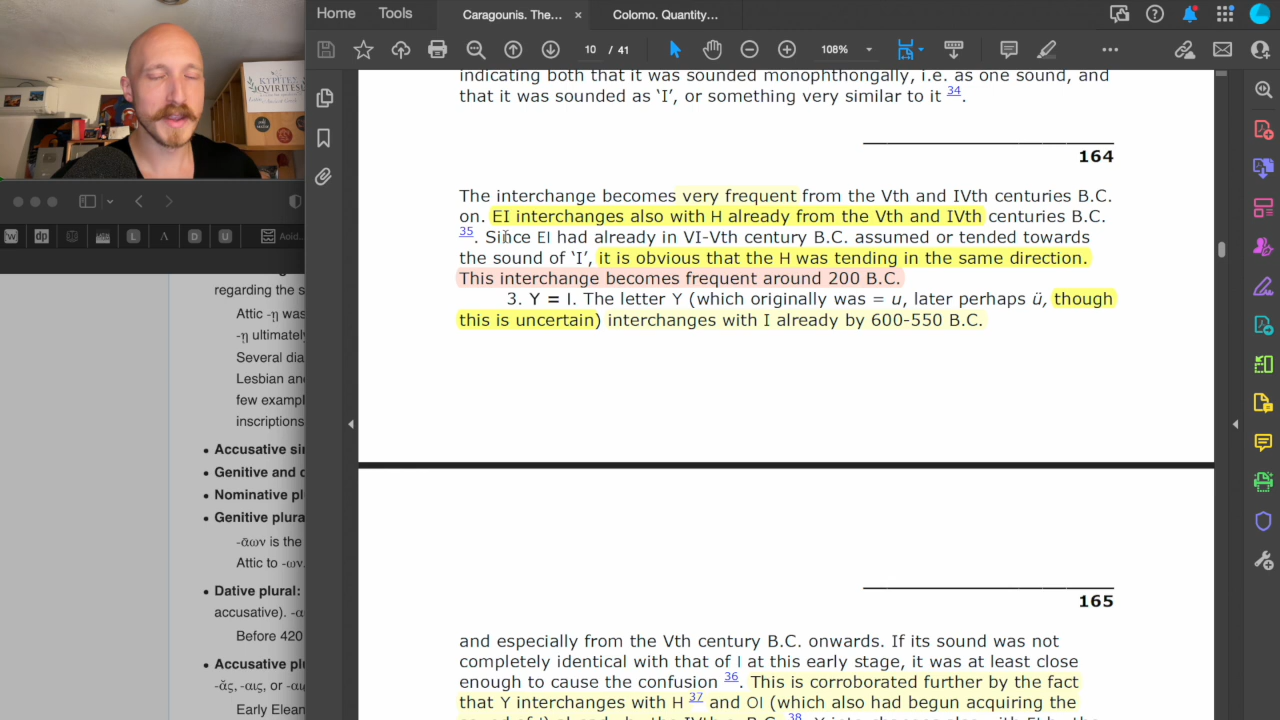 Home Tools Caragounis. The... × Colomo. Quantity...
10 / 41 108%
indicating both that it was sounded monophthongally, i.e. as one sound, and
that it was sounded as ‘I’, or something very similar to it 34.
164
The interchange becomes very frequent from the Vth and IVth centuries B.C.
on. EI interchanges also with H already from the Vth and IVth centuries B.C.
35. Since EI had already in VI-Vth century B.C. assumed or tended towards
the sound of ‘I’, it is obvious that the H was tending in the same direction.
This interchange becomes frequent around 200 B.C.
3. Y = I. The letter Y (which originally was = u, later perhaps ü, though
this is uncertain) interchanges with I already by 600-550 B.C.
165
and especially from the Vth century B.C. onwards. If its sound was not
completely identical with that of I at this early stage, it was at least close
enough to cause the confusion 36. This is corroborated further by the fact
that Y interchanges with H 37 and OI (which also had begun acquiring the
ΚΤΡΙΓΕ
QVIRITES
W dp L Λ D U Aoid...
regarding the s
Attic -ῃ was
-ῃ ultimatel
Several dia
Lesbian an
few exampl
inscriptions
• Accusative si
• Genitive and
• Nominative pl
• Genitive plura
-ᾱων is the
Attic to -ων.
• Dative plural:
accusative). -α
Before 420
• Accusative pl
-ᾰς, -αις, or -αι
Early Elean